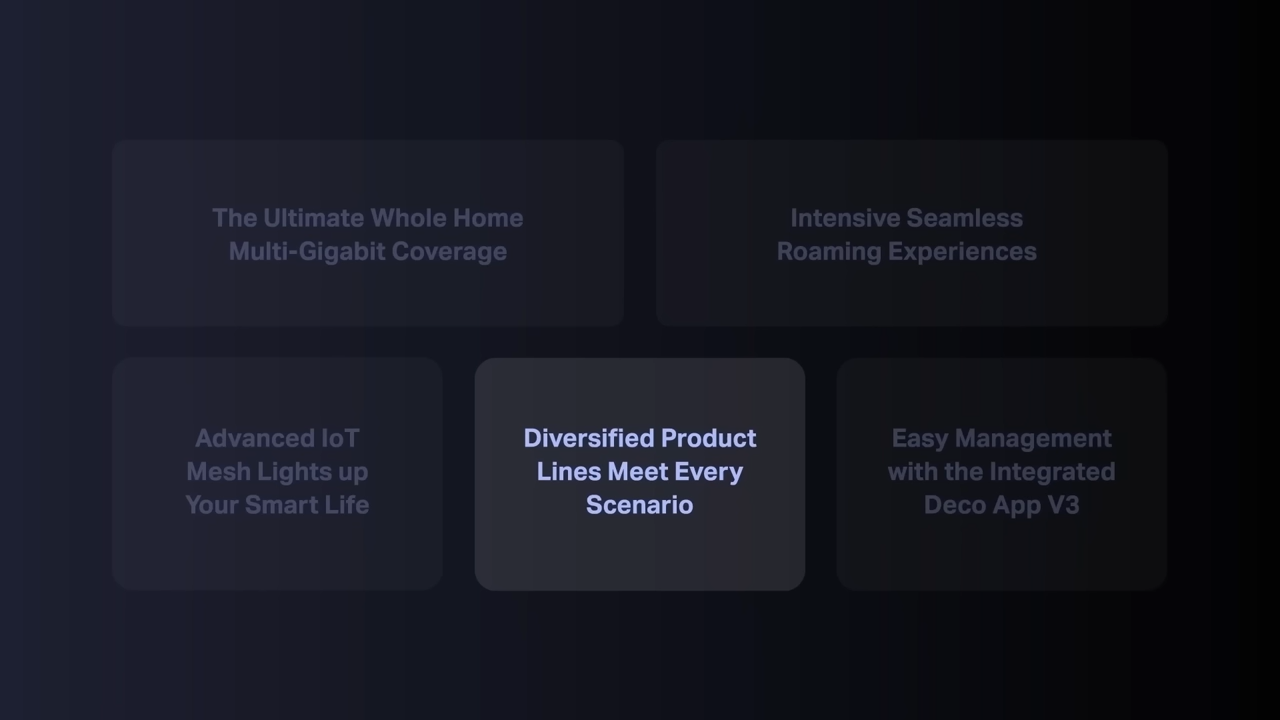 The Ultimate Whole Home
Multi-Gigabit Coverage
Intensive Seamless
Roaming Experiences
Advanced IoT
Mesh Lights up
Your Smart Life
Diversified Product
Lines Meet Every
Scenario
Easy Management
with the Integrated
Deco App V3